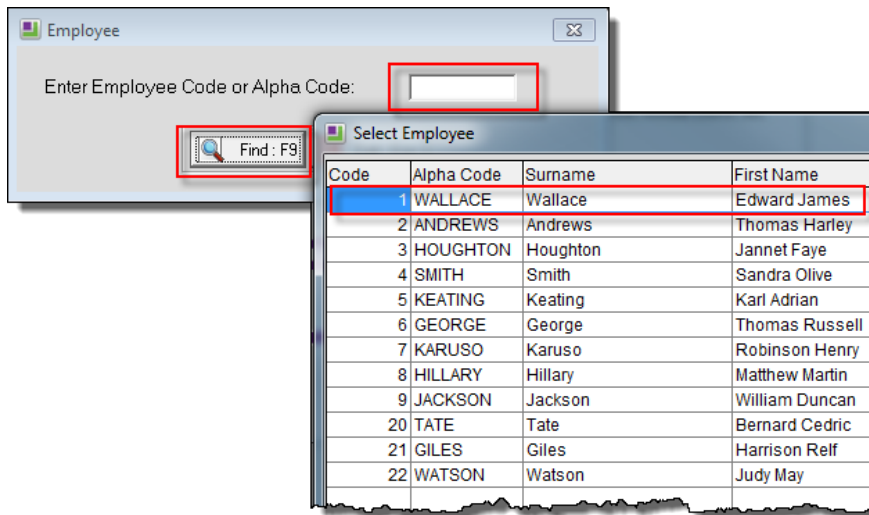 Employee
Enter Employee Code or Alpha Code:
Find : F9
Select Employee
Code Alpha Code Surname First Name
1 WALLACE Wallace Edward James
2 ANDREWS Andrews Thomas Harley
3 HOUGHTON Houghton Jannet Faye
4 SMITH Smith Sandra Olive
5 KEATING Keating Karl Adrian
6 GEORGE George Thomas Russell
7 KARUSO Karuso Robinson Henry
8 HILLARY Hillary Matthew Martin
9 JACKSON Jackson William Duncan
20 TATE Tate Bernard Cedric
21 GILES Giles Harrison Relf
22 WATSON Watson Judy May